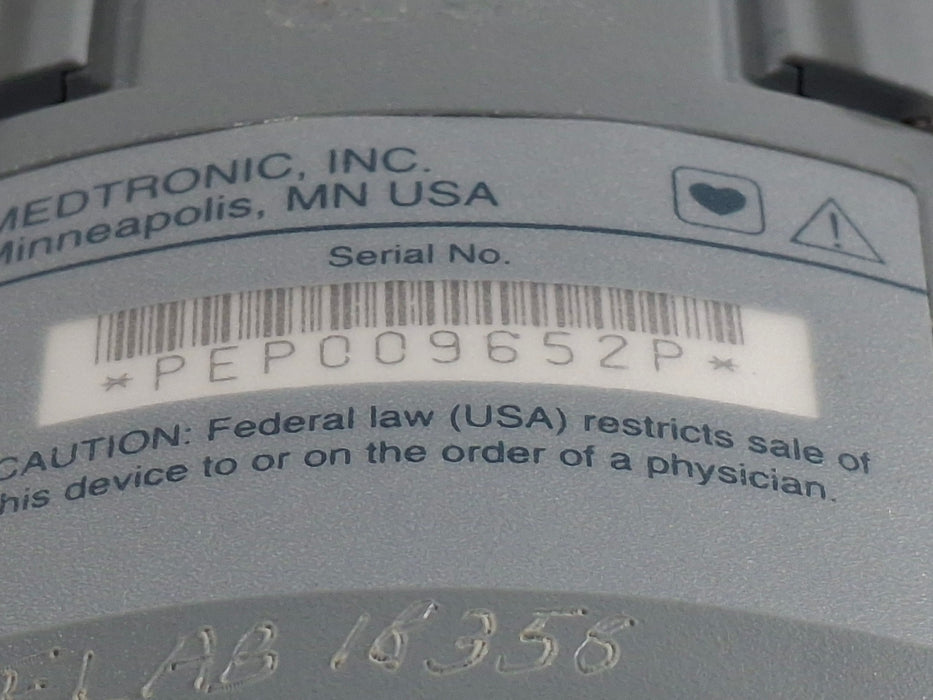 MEDTRONIC, INC.
Minneapolis, MN USA
Serial No.
*PEP009652P*
CAUTION: Federal law (USA) restricts sale of
this device to or on the order of a physician.
AB 18358